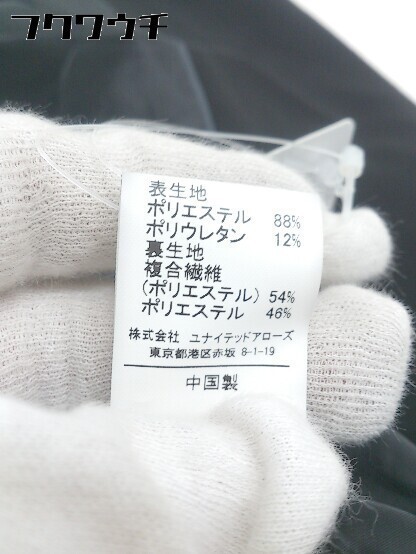 フクワウチ
表生地
ポリエステル 88%
ポリウレタン 12%
裏生地
複合繊維
(ポリエステル) 54%
ポリエステル 46%
株式会社 ユナイテッドアローズ
東京都港区赤坂 8-1-19
中国製